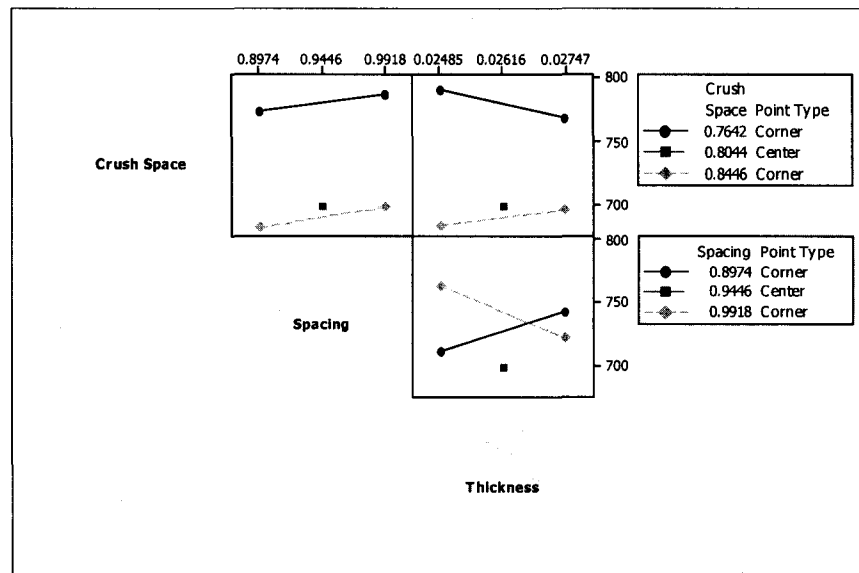 0.8974 0.9446 0.9918 0.02485 0.02616 0.02747
800
750
700
Crush Space
Crush
Space Point Type
0.7642 Corner
0.8044 Center
0.8446 Corner
800
750
700
Spacing
Spacing Point Type
0.8974 Corner
0.9446 Center
0.9918 Corner
Thickness